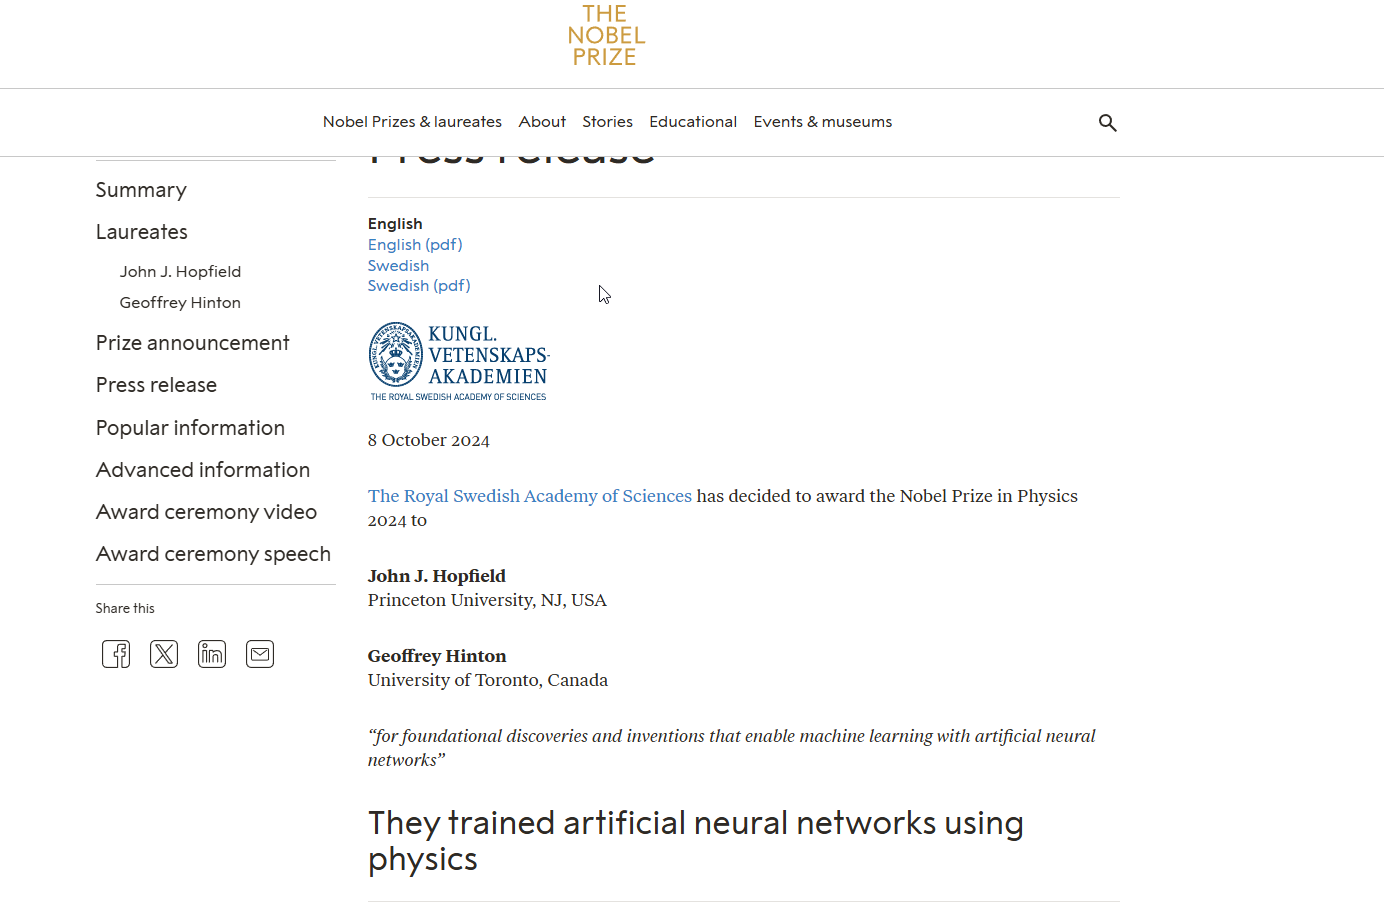 THE
NOBEL
PRIZE
Nobel Prizes & laureates About Stories Educational Events & museums
Press release
Summary
Laureates
John J. Hopfield
Geoffrey Hinton
Prize announcement
Press release
Popular information
Advanced information
Award ceremony video
Award ceremony speech
Share this
English
English (pdf)
Swedish
Swedish (pdf)
KUNGL. VETENSKAPSAKADEMIEN
KUNGL.
VETENSKAPS-
AKADEMIEN
THE ROYAL SWEDISH ACADEMY OF SCIENCES
8 October 2024
The Royal Swedish Academy of Sciences has decided to award the Nobel Prize in Physics
2024 to
John J. Hopfield
Princeton University, NJ, USA
Geoffrey Hinton
University of Toronto, Canada
“for foundational discoveries and inventions that enable machine learning with artificial neural
networks”
They trained artificial neural networks using
physics